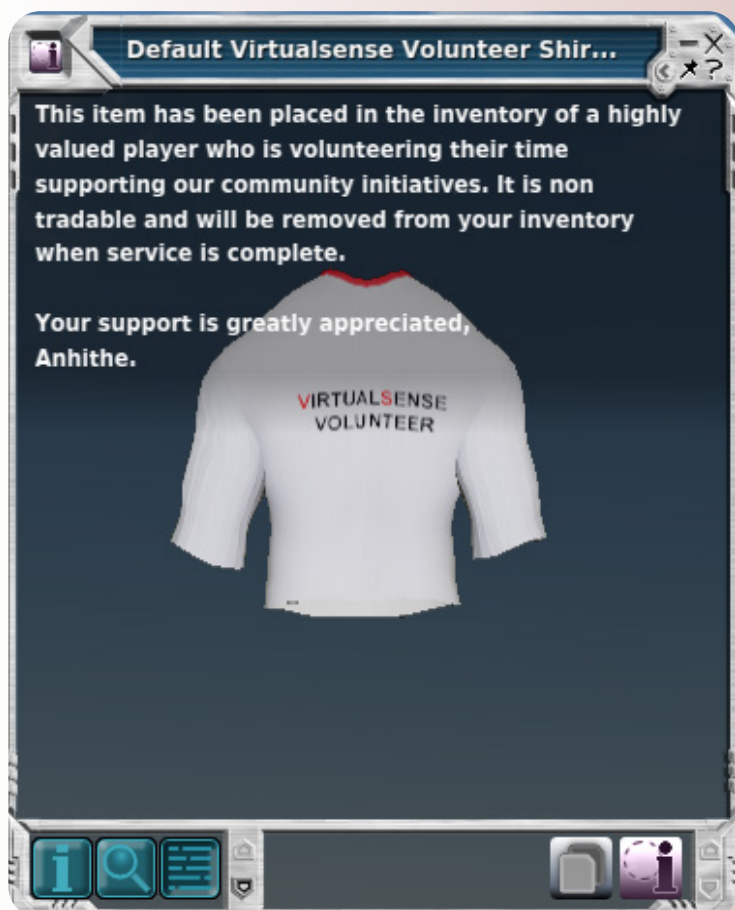 Default Virtualsense Volunteer Shir...
This item has been placed in the inventory of a highly
valued player who is volunteering their time
supporting our community initiatives. It is non
tradable and will be removed from your inventory
when service is complete.
Your support is greatly appreciated,
Anhithe.
VIRTUALSENSE
VOLUNTEER